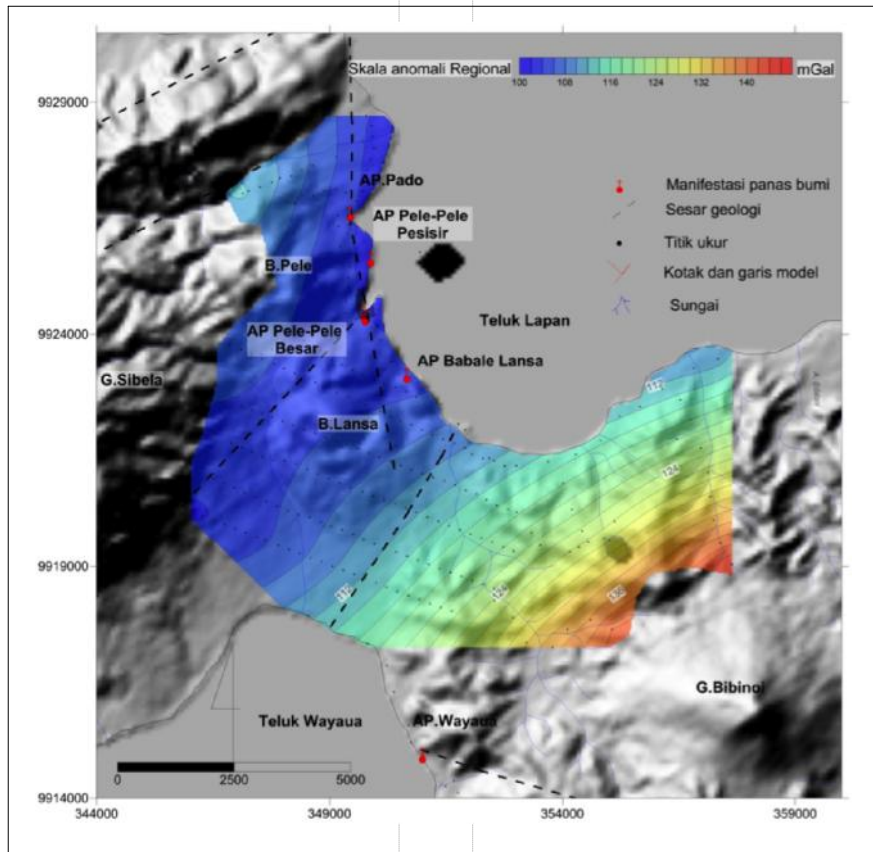 Skala anomali Regional
mGal
100
108
116
124
132
140
9929000
9924000
9919000
9914000
344000
349000
354000
359000
Manifestasi panas bumi
Sesar geologi
Titik ukur
Kotak dan garis model
Sungai
AP.Pado
AP Pele-Pele
Pesisir
B.Pele
AP Pele-Pele
Besar
Teluk Lapan
G.Sibela
AP Babale Lansa
B.Lansa
112
124
124
G.Bibinoi
Teluk Wayaua
AP.Wayaua
0
2500
5000